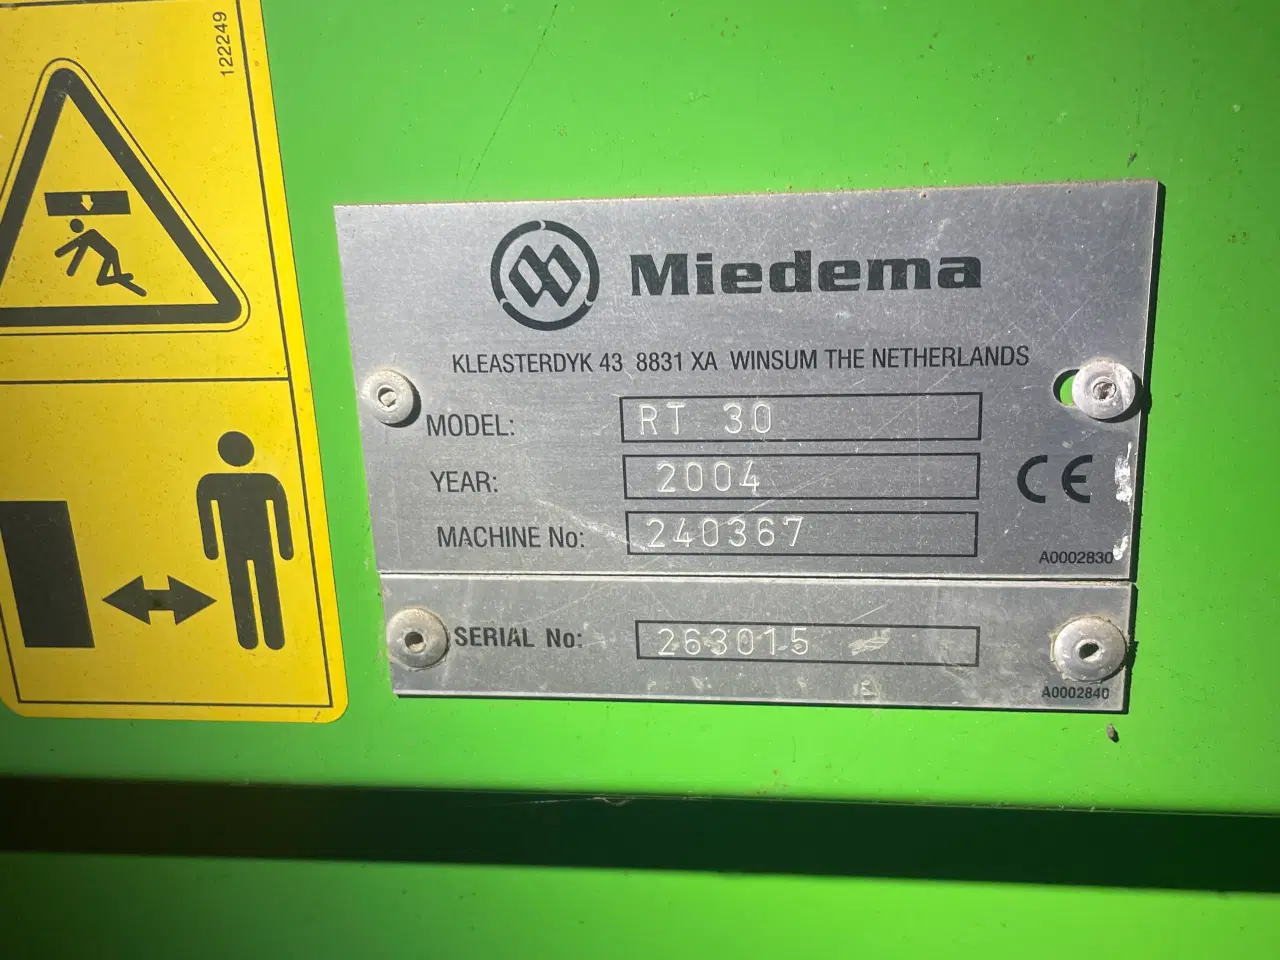 122249
Miedema
KLEASTERDYK 43 8831 XA WINSUM THE NETHERLANDS
MODEL: RT 30
YEAR: 2004
CE
MACHINE No: 240367
A0002830
SERIAL No: 263015
A0002840